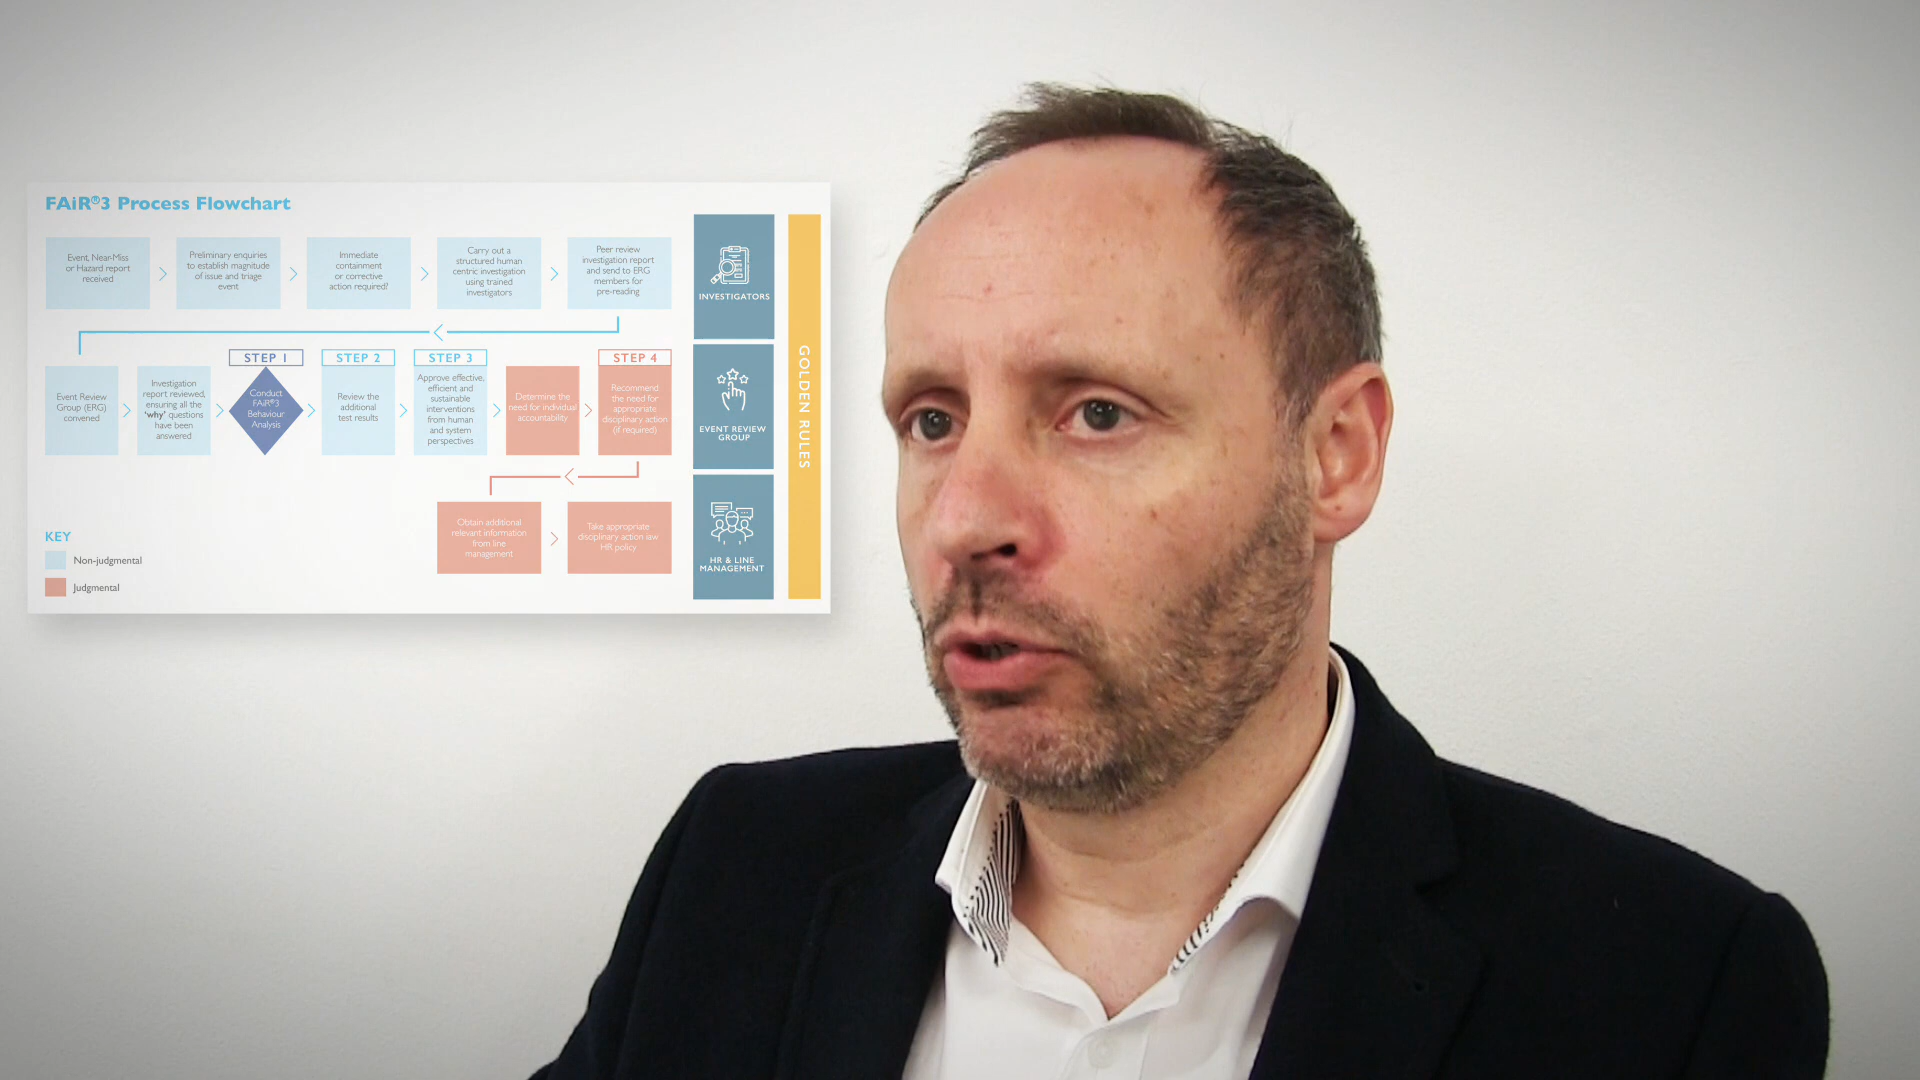 FAiR®3 Process Flowchart
Event, Near-Miss
or Hazard report
received
Preliminary enquiries
to establish magnitude
of issue and triage
event
Immediate
containment
or corrective
action required?
Carry out a
structured human
centric investigation
using trained
investigators
Peer review
investigation report
and send to ERG
members for
pre-reading
INVESTIGATORS
Event Review
Group (ERG)
convened
Investigation
report reviewed,
ensuring all the
'why' questions
have been
answered
STEP 1
Conduct
FAiR®3
Behaviour
Analysis
STEP 2
Review the
additional
test results
STEP 3
Approve effective,
efficient and
sustainable
interventions
from human
and system
perspectives
Determine the
need for individual
accountability
STEP 4
Recommend
the need for
appropriate
disciplinary action
(if required)
EVENT REVIEW
GROUP
Obtain additional
relevant information
from line
management
Take appropriate
disciplinary action iaw
HR policy
HR & LINE
MANAGEMENT
GOLDEN RULES
KEY
Non-judgmental
Judgmental